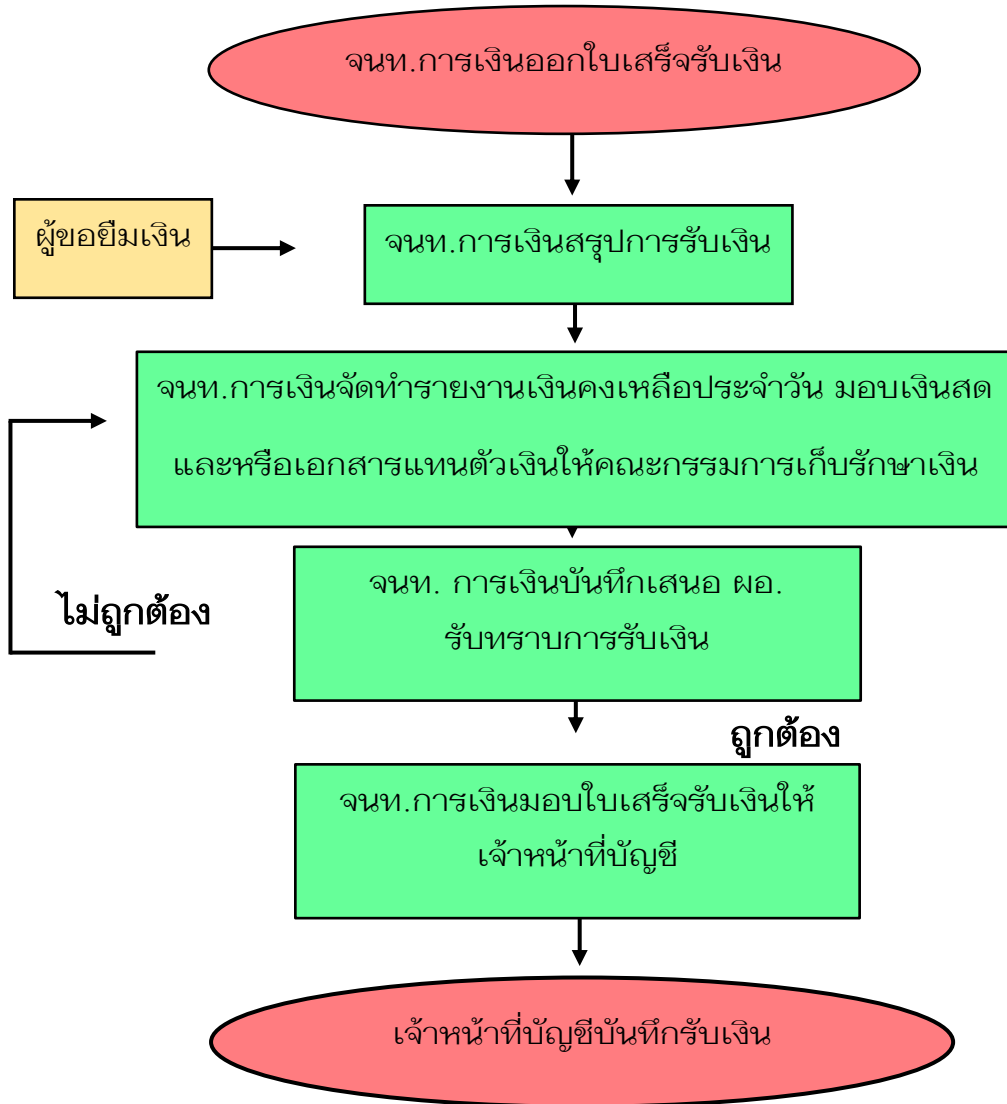 จนท.การเงินออกใบเสร็จรับเงิน
ผู้ขอยืมเงิน
จนท.การเงินสรุปการรับเงิน
จนท.การเงินจัดทำรายงานเงินคงเหลือประจำวัน มอบเงินสด
และหรือเอกสารแทนตัวเงินให้คณะกรรมการเก็บรักษาเงิน
จนท. การเงินบันทึกเสนอ ผอ.
รับทราบการรับเงิน
ไม่ถูกต้อง
ถูกต้อง
จนท.การเงินมอบใบเสร็จรับเงินให้
เจ้าหน้าที่บัญชี
เจ้าหน้าที่บัญชีบันทึกรับเงิน